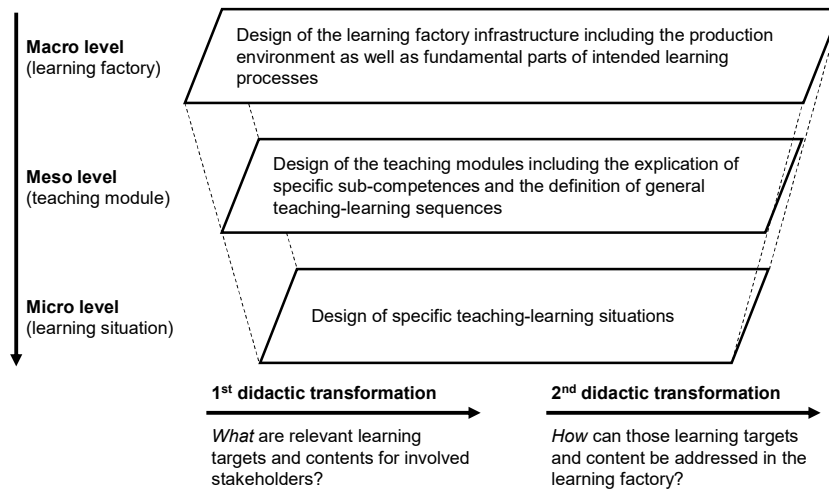 Macro level
(learning factory)
Design of the learning factory infrastructure including the production
environment as well as fundamental parts of intended learning
processes
Meso level
(teaching module)
Design of the teaching modules including the explication of
specific sub-competences and the definition of general
teaching-learning sequences
Micro level
(learning situation)
Design of specific teaching-learning situations
1st didactic transformation
What are relevant learning
targets and contents for involved
stakeholders?
2nd didactic transformation
How can those learning targets
and content be addressed in the
learning factory?